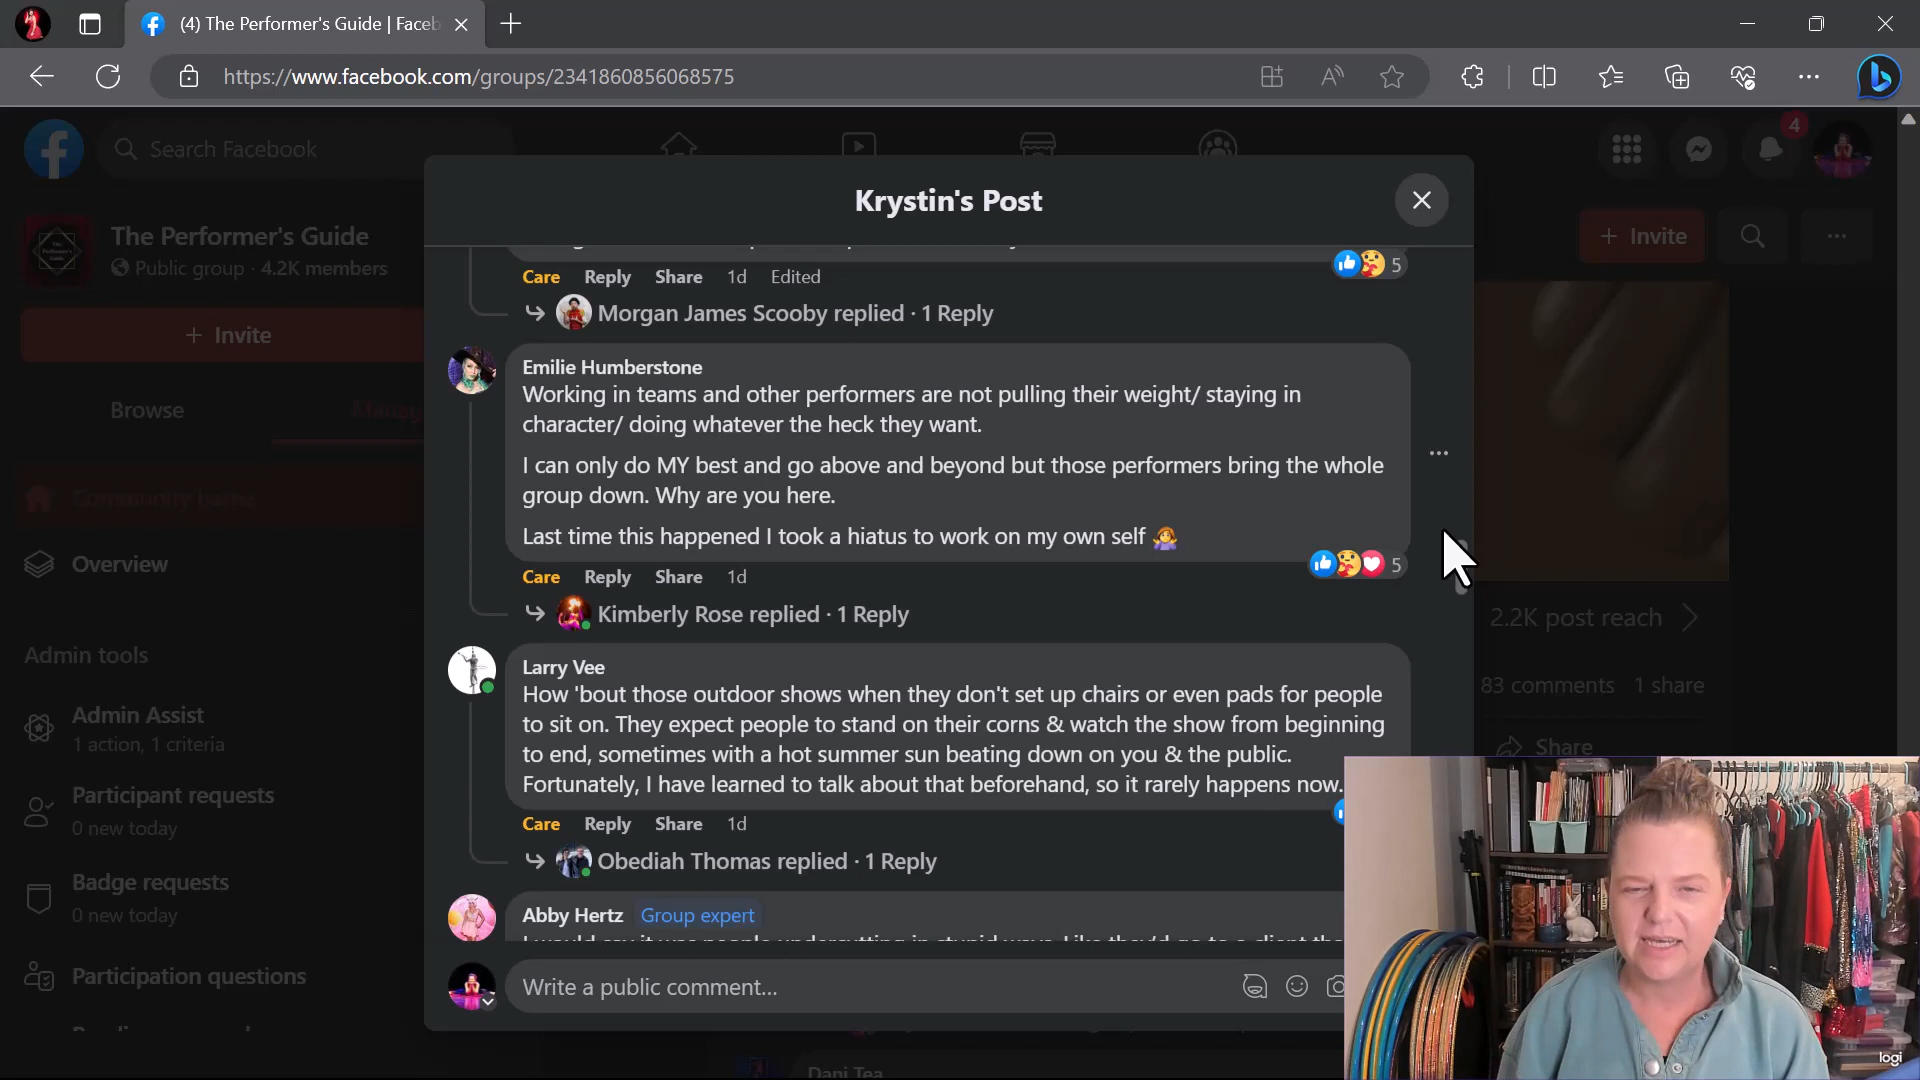 (4) The Performer's Guide | Faceb
https://www.facebook.com/groups/2341860856068575
Search Facebook
4
Krystin's Post
The Performer's Guide
Public group · 4.2K members
+ Invite
+ Invite
Browse
Manag
Community home
Overview
Admin tools
Admin Assist
1 action, 1 criteria
Participant requests
0 new today
Badge requests
0 new today
Participation questions
Care Reply Share 1d Edited
5
Morgan James Scooby replied · 1 Reply
Emilie Humberstone
Working in teams and other performers are not pulling their weight/ staying in
character/ doing whatever the heck they want.
I can only do MY best and go above and beyond but those performers bring the whole
group down. Why are you here.
Last time this happened I took a hiatus to work on my own self 🤷‍♀️
Care Reply Share 1d
5
Kimberly Rose replied · 1 Reply
Larry Vee
How 'bout those outdoor shows when they don't set up chairs or even pads for people
to sit on. They expect people to stand on their corns & watch the show from beginning
to end, sometimes with a hot summer sun beating down on you & the public.
Fortunately, I have learned to talk about that beforehand, so it rarely happens now.
Care Reply Share 1d
Obediah Thomas replied · 1 Reply
Abby Hertz Group expert
Write a public comment...
2.2K post reach
83 comments 1 share
Share
Dani Tea
logi